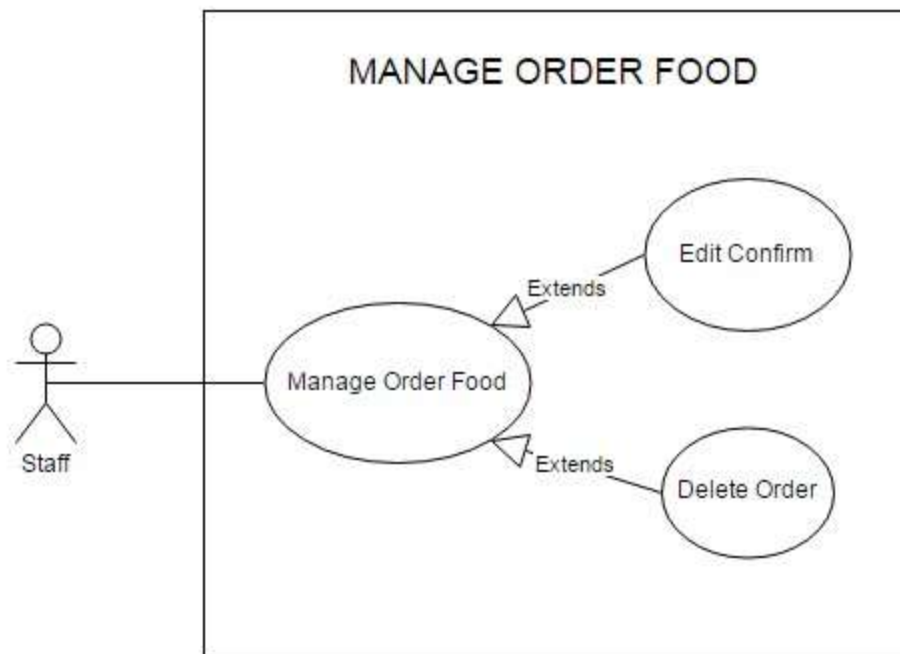 MANAGE ORDER FOOD
Edit Confirm
Extends
Manage Order Food
Staff
Extends
Delete Order